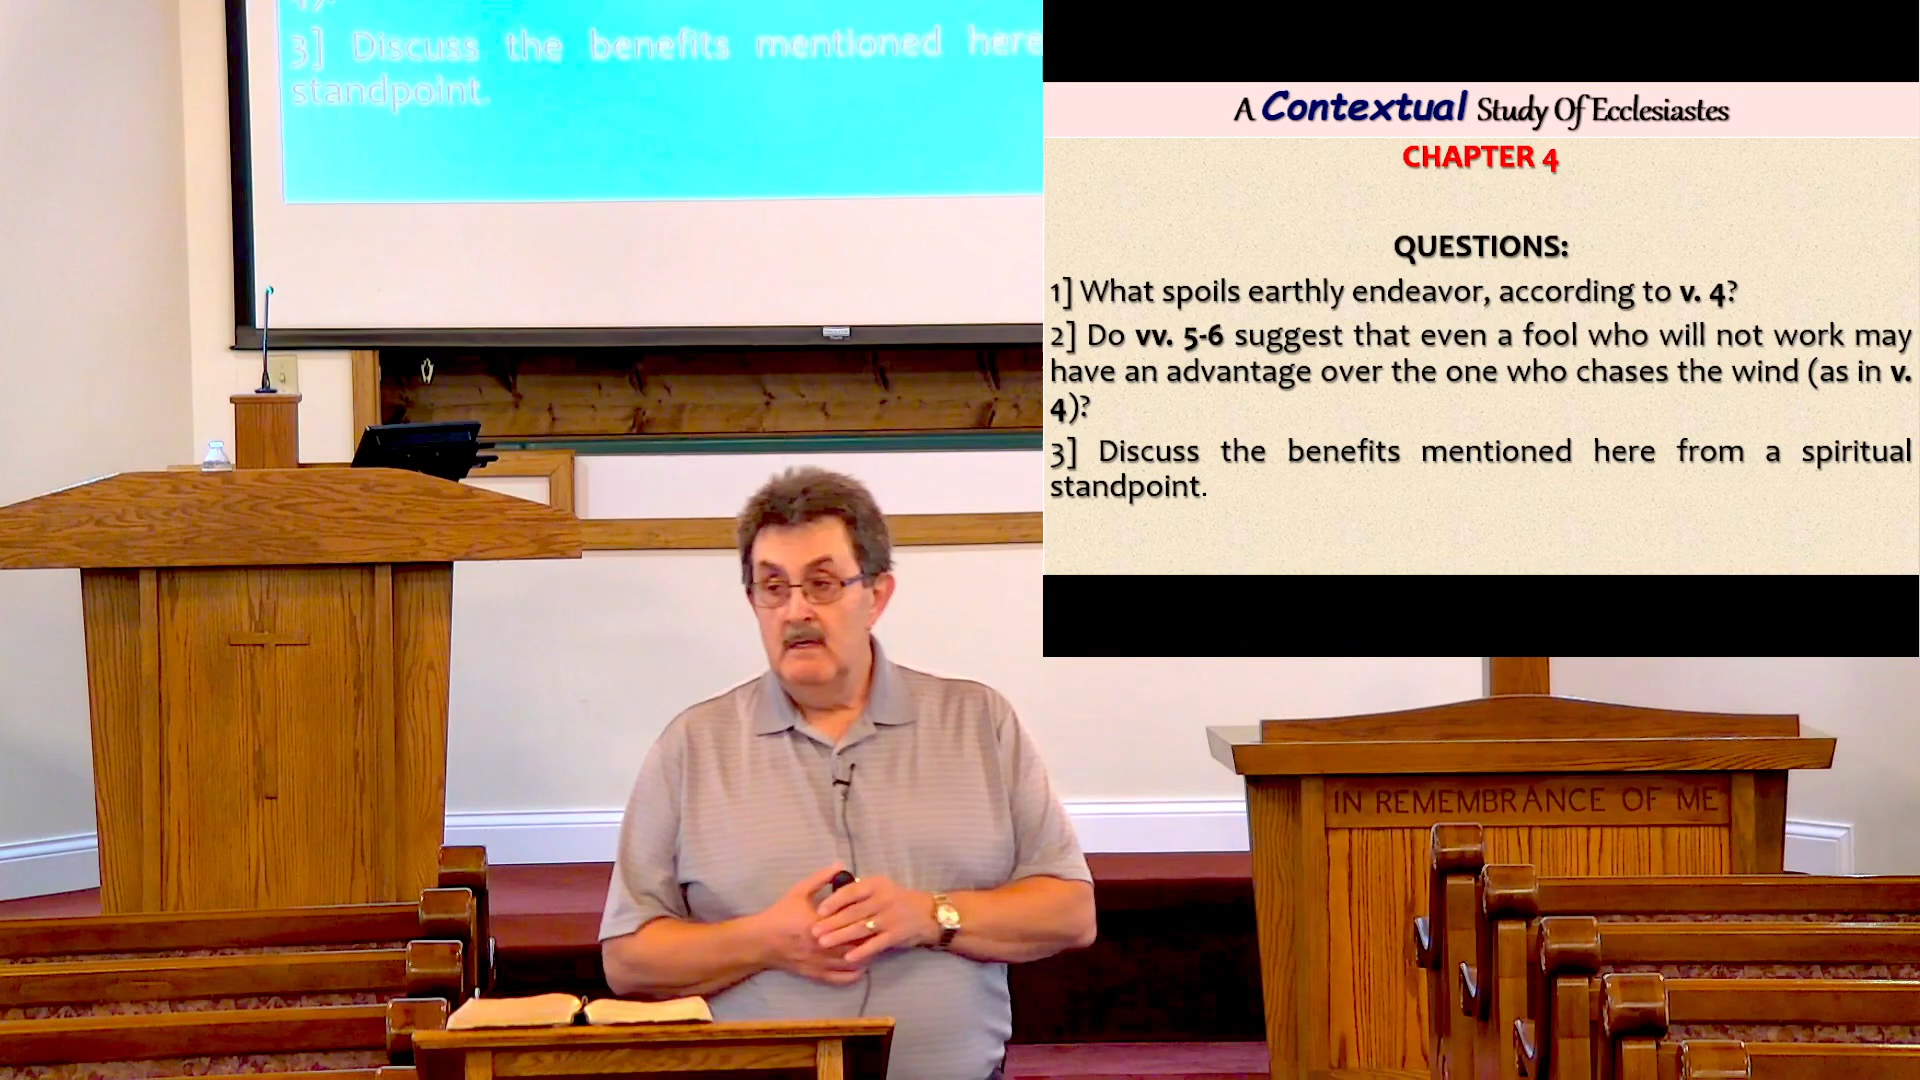 3] Discuss the benefits mentioned here
standpoint.
A Contextual Study Of Ecclesiastes
CHAPTER 4
QUESTIONS:
1] What spoils earthly endeavor, according to v. 4?
2] Do vv. 5-6 suggest that even a fool who will not work may
have an advantage over the one who chases the wind (as in v.
4)?
3] Discuss the benefits mentioned here from a spiritual
standpoint.
IN REMEMBRANCE OF ME